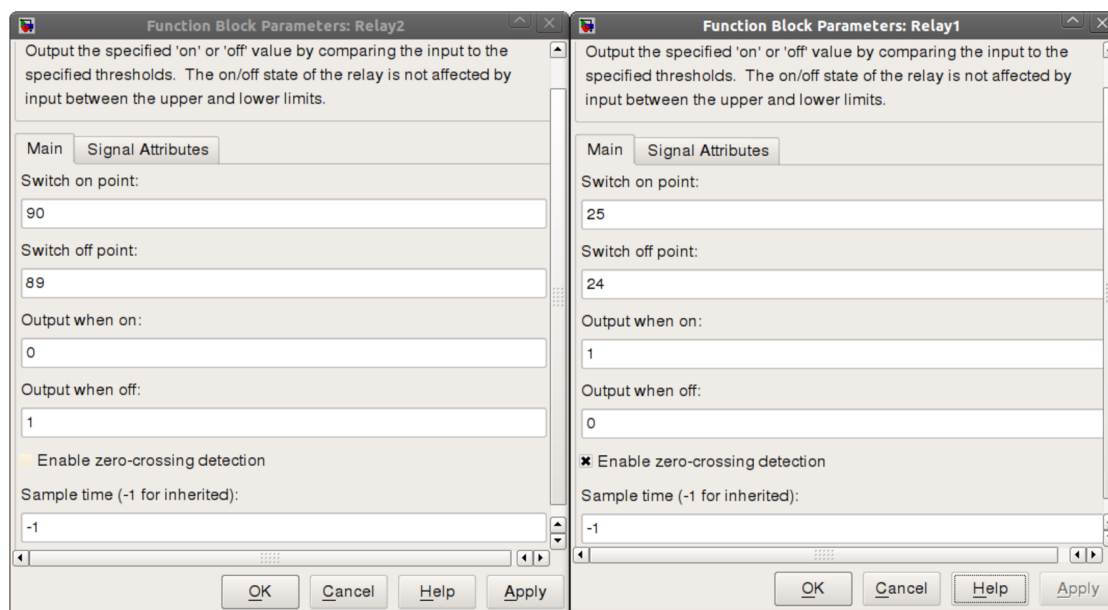 Function Block Parameters: Relay2
Output the specified 'on' or 'off' value by comparing the input to the
specified thresholds.  The on/off state of the relay is not affected by
input between the upper and lower limits.
Main
Signal Attributes
Switch on point:
90
Switch off point:
89
Output when on:
0
Output when off:
1
Enable zero-crossing detection
Sample time (-1 for inherited):
-1
OK
Cancel
Help
Apply
Function Block Parameters: Relay1
Output the specified 'on' or 'off' value by comparing the input to the
specified thresholds.  The on/off state of the relay is not affected by
input between the upper and lower limits.
Main
Signal Attributes
Switch on point:
25
Switch off point:
24
Output when on:
1
Output when off:
0
Enable zero-crossing detection
Sample time (-1 for inherited):
-1
OK
Cancel
Help
Apply